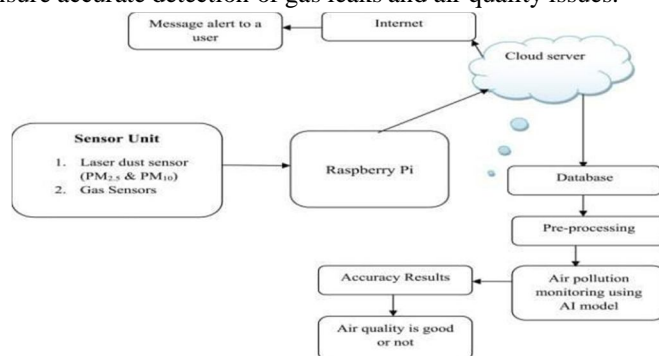 nsure accurate detection of gas leaks and air quality issues.
Message alert to a
user
Internet
Cloud server
Sensor Unit
1. Laser dust sensor
(PM2.5 & PM10)
2. Gas Sensors
Raspberry Pi
Database
Pre-processing
Air pollution
monitoring using
AI model
Accuracy Results
Air quality is good
or not